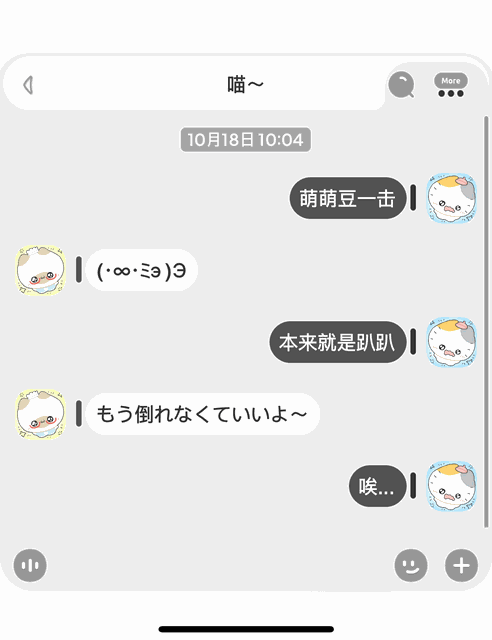 喵～
More
10月18日 10:04
萌萌豆一击
(･∞･ミэ)Э
本来就是趴趴
もう倒れなくていいよ～
唉...